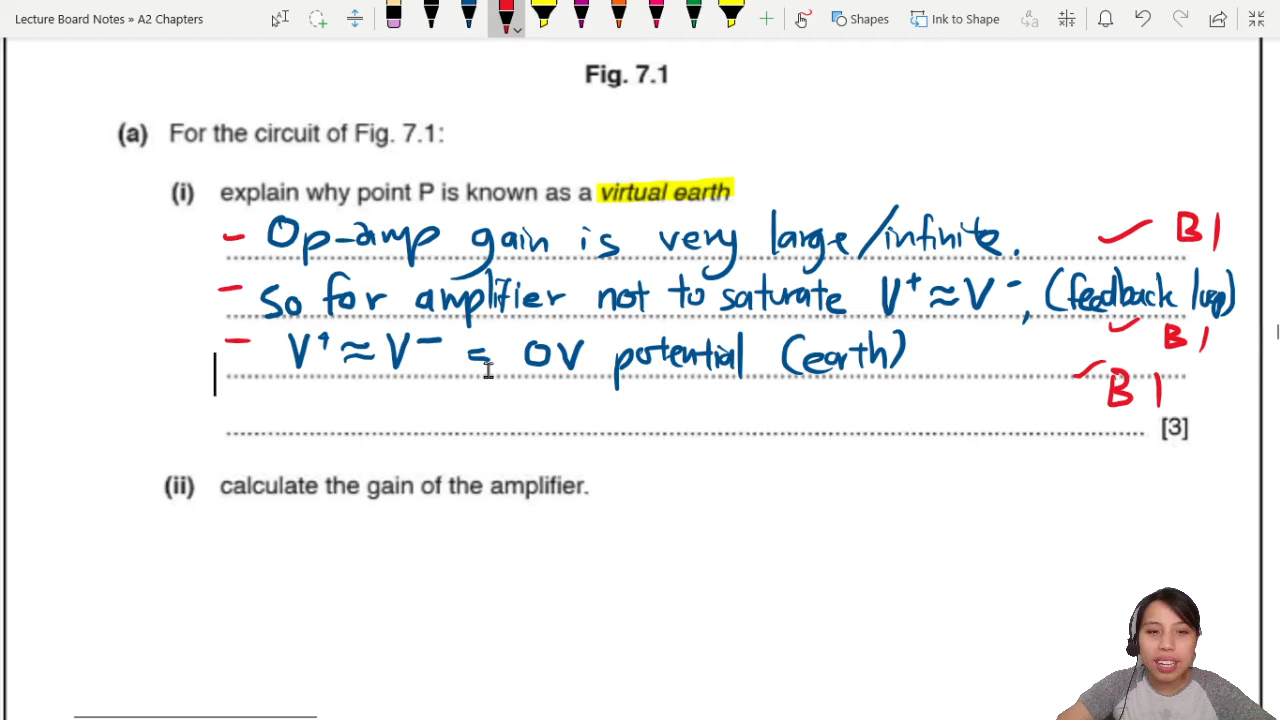 Lecture Board Notes » A2 Chapters
Shapes
Ink to Shape
Fig. 7.1
(a) For the circuit of Fig. 7.1:
(i) explain why point P is known as a virtual earth
- Op-amp gain is very large/infinite. ✓ B1
- So for amplifier not to saturate V⁺ ≈ V⁻, (feedback loop) ✓ B1
- V⁺ ≈ V⁻ = 0V potential (earth) ✓ B1
[3]
(ii) calculate the gain of the amplifier.